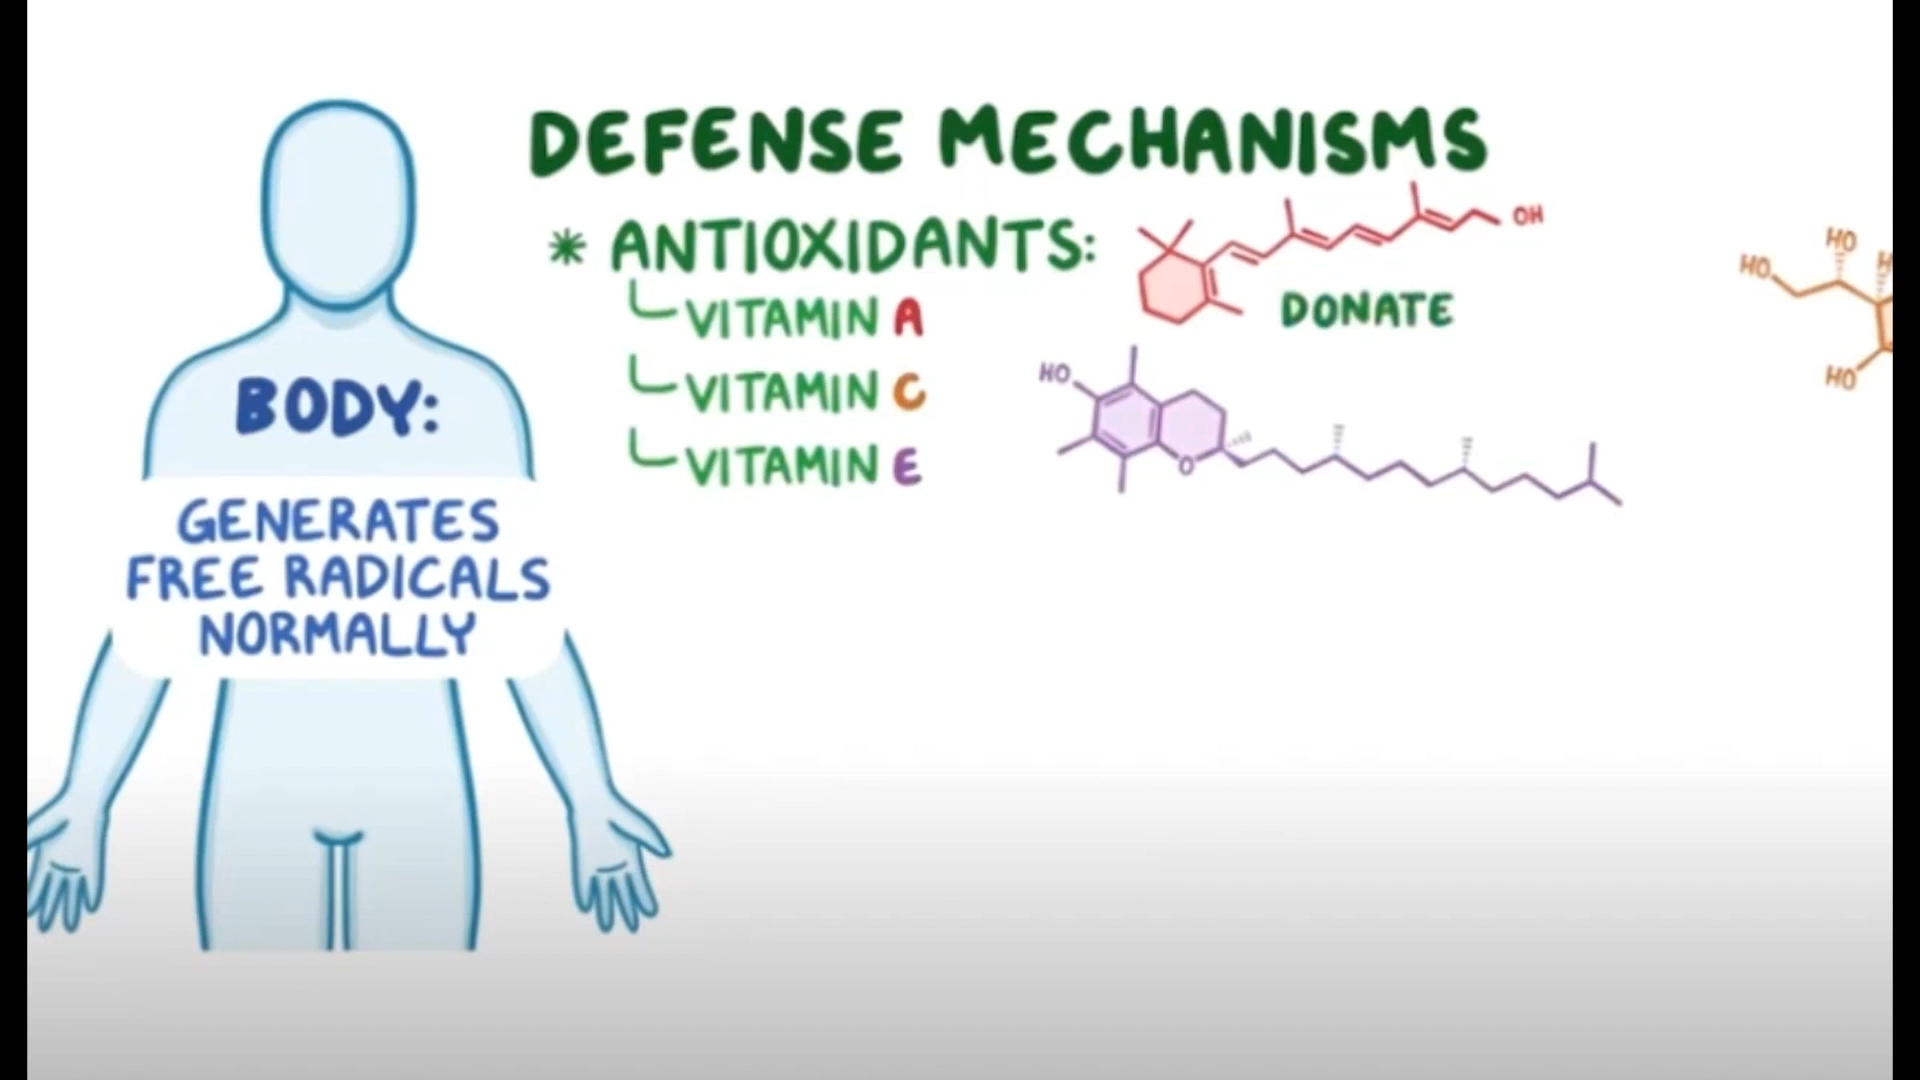 DEFENSE MECHANISMS
* ANTIOXIDANTS:
VITAMIN A
VITAMIN C
VITAMIN E
OH
DONATE
HO
O
HO
HO
H
HO
BODY:
GENERATES
FREE RADICALS
NORMALLY